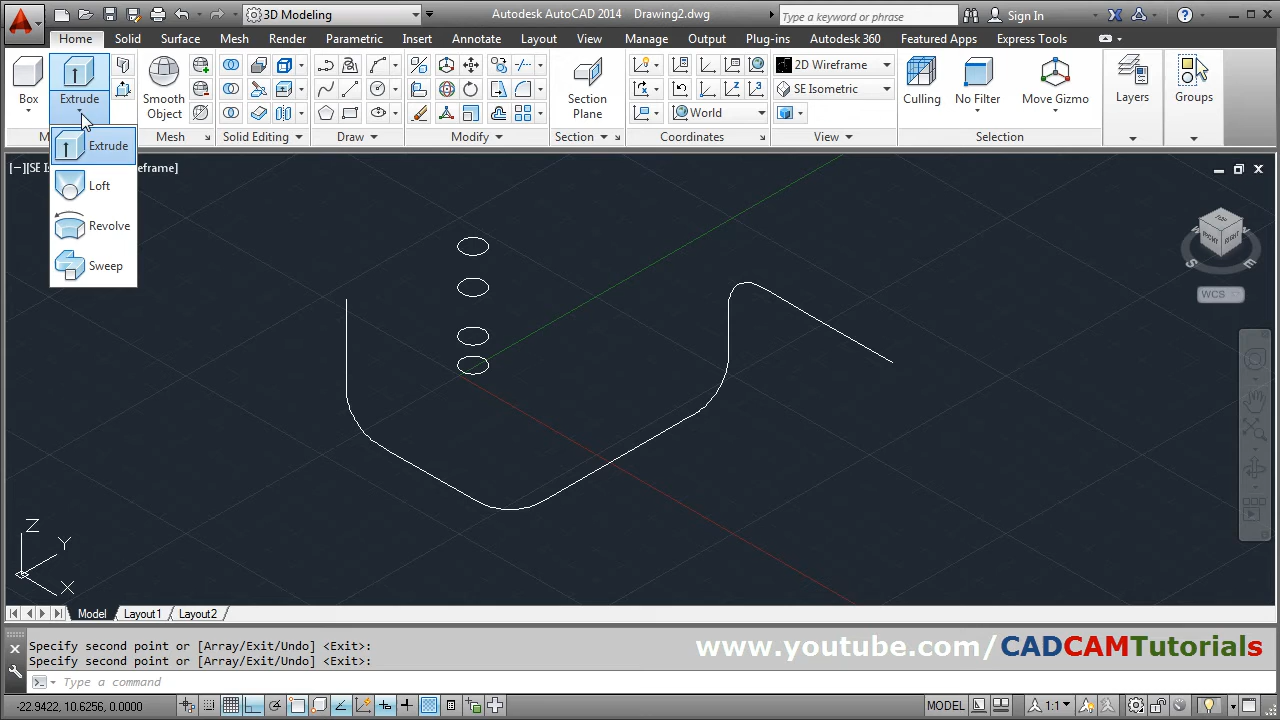 3D Modeling
Autodesk AutoCAD 2014 Drawing2.dwg
Type a keyword or phrase
Sign In
Home Solid Surface Mesh Render Parametric Insert Annotate Layout View Manage Output Plug-ins Autodesk 360 Featured Apps Express Tools
Box
Extrude
Smooth Object
Section Plane
2D Wireframe
SE Isometric
World
Culling
No Filter
Move Gizmo
Layers
Groups
M
Mesh
Solid Editing
Draw
Modify
Section
Coordinates
View
Selection
Extrude
Loft
Revolve
Sweep
[−][SE I
eframe]
TOP
FRONT
RIGHT
S
E
WCS
Z
Y
X
Model Layout1 Layout2
Specify second point or [Array/Exit/Undo] <Exit>:
Specify second point or [Array/Exit/Undo] <Exit>:
Type a command
www.youtube.com/CADCAMTutorials
-22.9422, 10.6256, 0.0000
MODEL
1:1